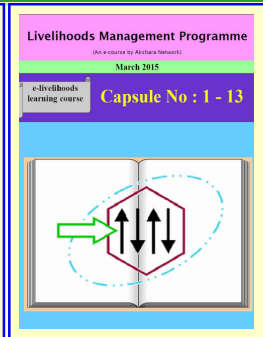 Livelihoods Management Programme
(An e-course by Akshara Network)
March 2015
e-livelihoods
learning course
Capsule No : 1 - 13